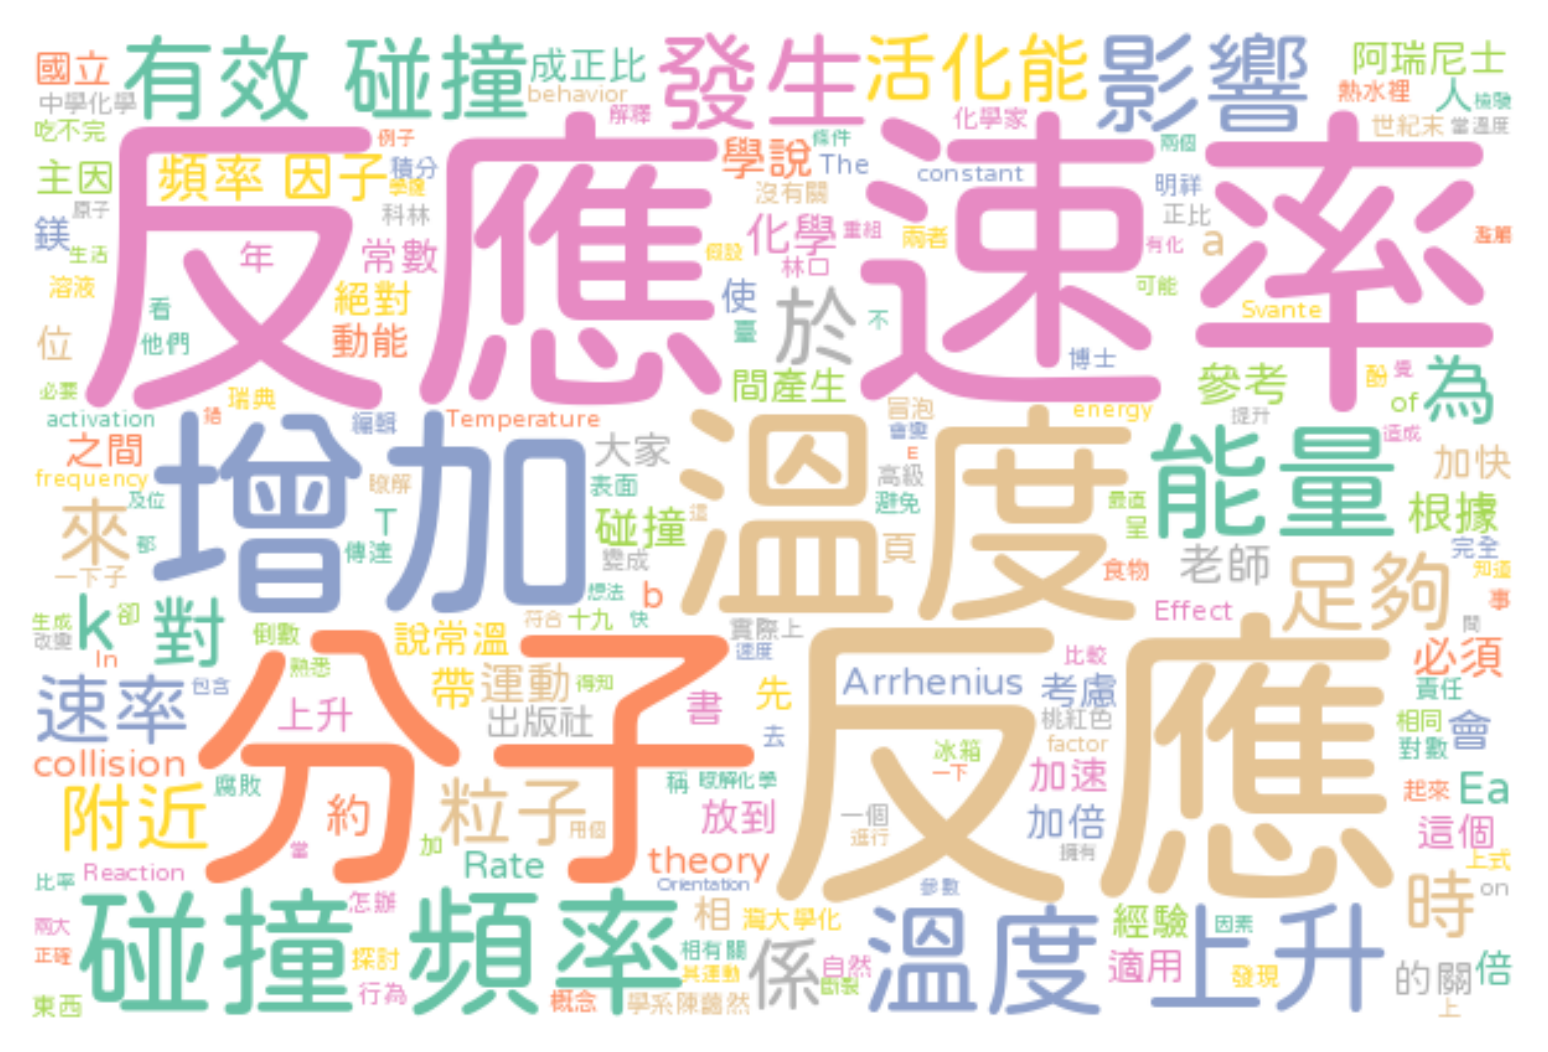 國立
有效 碰撞
成正比
發生
活化能
影響
阿瑞尼士
中學化學
behavior
解釋
化學家
熱水裡
人
檢驗
吃不完
例子
世紀末
當溫度
反應速率
主因
頻率 因子
積分
學說
條件
The
constant
兩個
原子
科林
沒有關
明祥
正比
鎂
年
常數
化學
重組
兩者
有化
a
生活
假設
林口
溶液
看
絕對
使
於
不
可能
Svante
位
他們
動能
臺
博士
必要
瑞典
間產生
參考
酚
為
of
activation
編輯
Temperature
冒泡
會變
energy
提升
造成
之間
增加
大家
溫度
E
高級
能量
加快
frequency
瞭解
表面
避免
最直
根據
及位
來
都
T
傳達
碰撞
這
變成
頁
呈
老師
完全
一下子
想法
b
食物
足夠
知道
事
生成
改變
k
卻
對
符合
十九
快
Effect
間
In
倒數
說常溫
實際上
速度
必須
分子
反應
熟悉
比較
速率
包含
帶
運動
得知
書
先
Arrhenius
考慮
責任
上升
出版社
去
桃紅色
相同
會
collision
冰箱
factor
對數
腐敗
稱
瞭解化學
一下
加速
起來
Ea
附近
約
粒子
用個
放到
一個
進行
加倍
這個
當
加
擁有
Reaction
Rate
theory
上式
比率
Orientation
參數
on
碰撞 頻率
怎辦
相
灣大學化
溫度上升
經驗
因素
時
兩大
正確
探討
相有關
其運動
係
自然
斷裂
適用
發現
的關
倍
東西
行為
概念
學系陳藹然
上